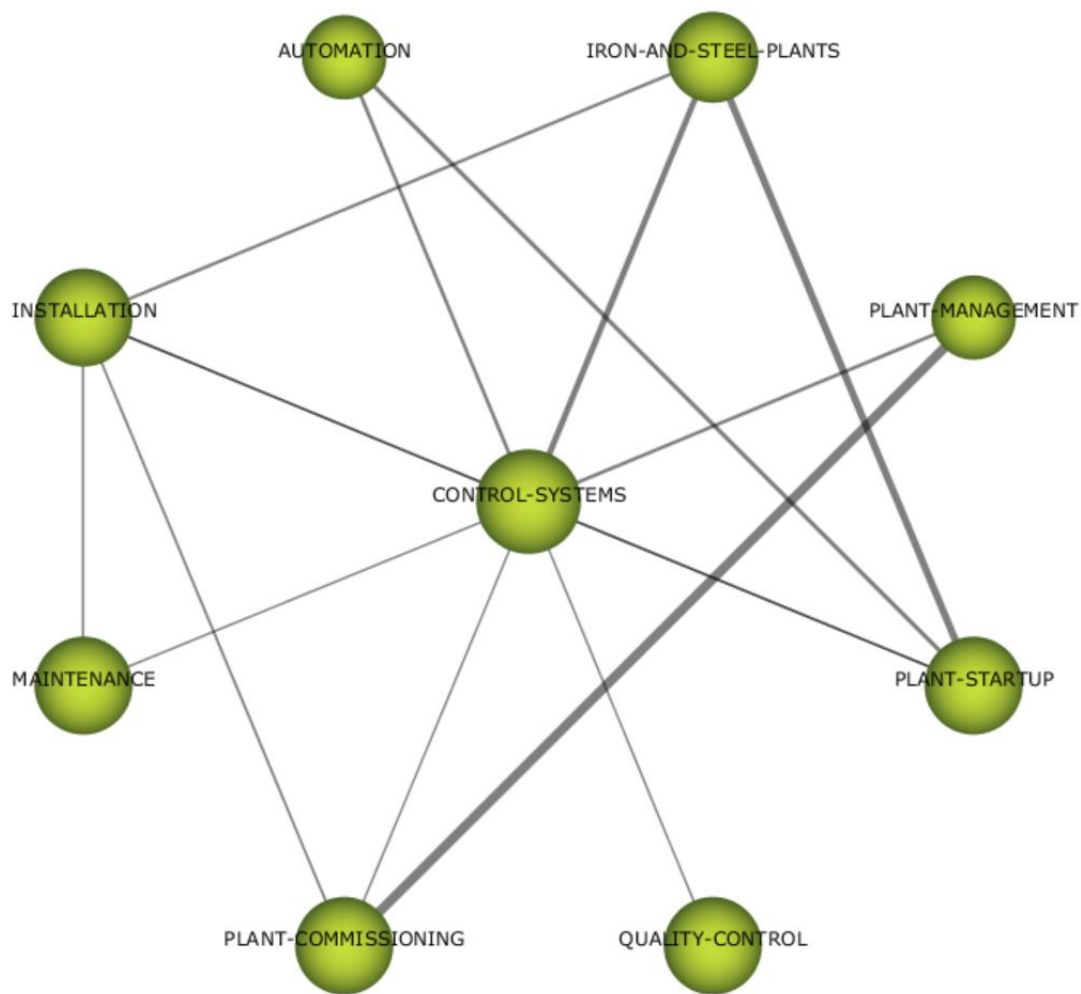 AUTOMATION
IRON-AND-STEEL-PLANTS
INSTALLATION
PLANT-MANAGEMENT
CONTROL-SYSTEMS
MAINTENANCE
PLANT-STARTUP
PLANT-COMMISSIONING
QUALITY-CONTROL